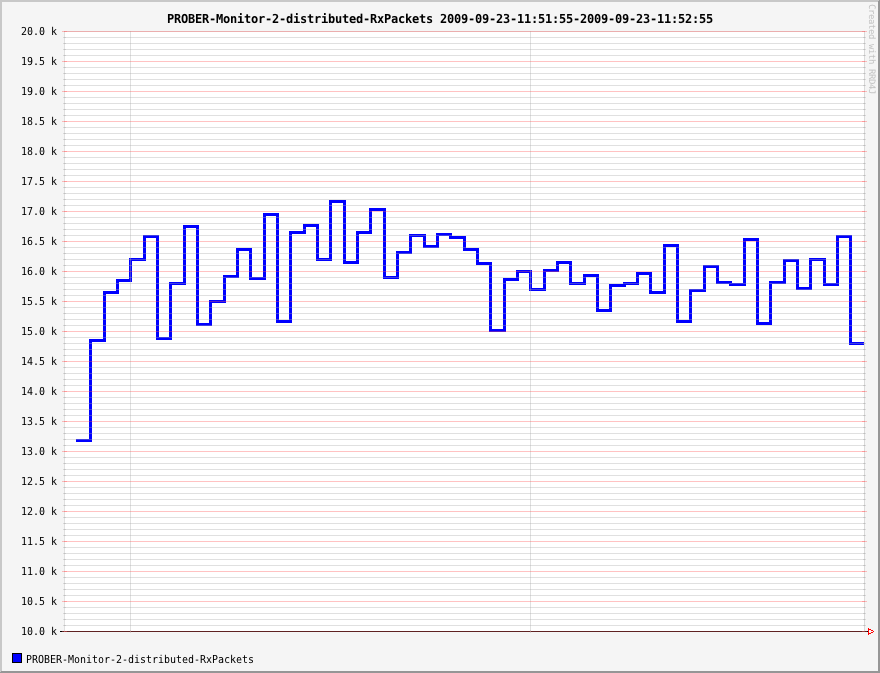 PROBER-Monitor-2-distributed-RxPackets 2009-09-23-11:51:55-2009-09-23-11:52:55
Created with RRD4J
20.0 k
19.5 k
19.0 k
18.5 k
18.0 k
17.5 k
17.0 k
16.5 k
16.0 k
15.5 k
15.0 k
14.5 k
14.0 k
13.5 k
13.0 k
12.5 k
12.0 k
11.5 k
11.0 k
10.5 k
10.0 k
PROBER-Monitor-2-distributed-RxPackets